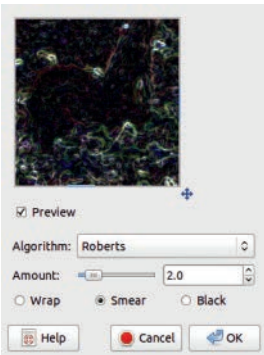 Preview
Algorithm: Roberts
Amount: 2.0
Wrap Smear Black
Help Cancel OK